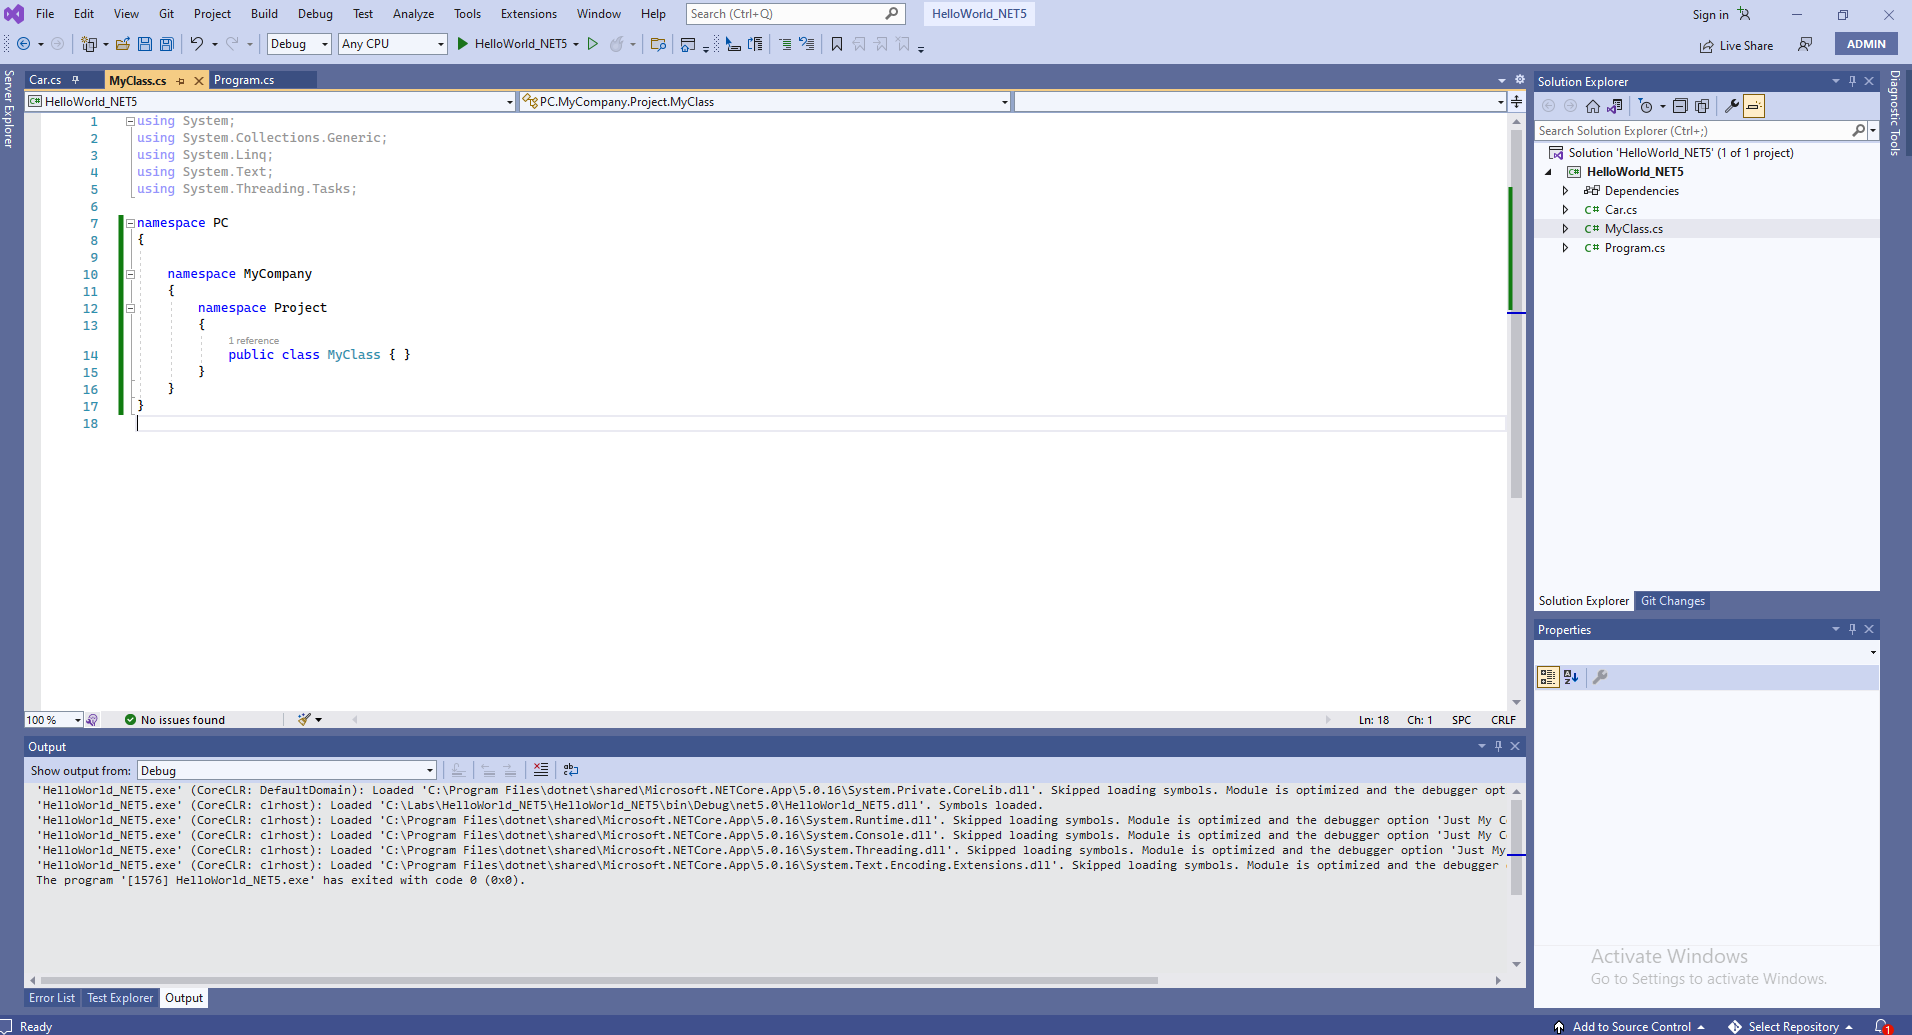 File Edit View Git Project Build Debug Test Analyze Tools Extensions Window Help Search (Ctrl+Q) HelloWorld_NET5 Sign in
Debug Any CPU HelloWorld_NET5 Live Share ADMIN
Server Explorer
Car.cs MyClass.cs Program.cs
HelloWorld_NET5 PC.MyCompany.Project.MyClass
1 using System;
2 using System.Collections.Generic;
3 using System.Linq;
4 using System.Text;
5 using System.Threading.Tasks;
6
7 namespace PC
8 {
9
10 namespace MyCompany
11 {
12 namespace Project
13 {
1 reference
14 public class MyClass { }
15 }
16 }
17 }
18
100 % No issues found Ln: 18 Ch: 1 SPC CRLF
Solution Explorer
Search Solution Explorer (Ctrl+;)
Solution 'HelloWorld_NET5' (1 of 1 project)
C# HelloWorld_NET5
Dependencies
C# Car.cs
C# MyClass.cs
C# Program.cs
Solution Explorer Git Changes
Properties
Diagnostic Tools
Output
Show output from: Debug
'HelloWorld_NET5.exe' (CoreCLR: DefaultDomain): Loaded 'C:\Program Files\dotnet\shared\Microsoft.NETCore.App\5.0.16\System.Private.CoreLib.dll'. Skipped loading symbols. Module is optimized and the debugger opt
'HelloWorld_NET5.exe' (CoreCLR: clrhost): Loaded 'C:\Labs\HelloWorld_NET5\HelloWorld_NET5\bin\Debug\net5.0\HelloWorld_NET5.dll'. Symbols loaded.
'HelloWorld_NET5.exe' (CoreCLR: clrhost): Loaded 'C:\Program Files\dotnet\shared\Microsoft.NETCore.App\5.0.16\System.Runtime.dll'. Skipped loading symbols. Module is optimized and the debugger option 'Just My C
'HelloWorld_NET5.exe' (CoreCLR: clrhost): Loaded 'C:\Program Files\dotnet\shared\Microsoft.NETCore.App\5.0.16\System.Console.dll'. Skipped loading symbols. Module is optimized and the debugger option 'Just My C
'HelloWorld_NET5.exe' (CoreCLR: clrhost): Loaded 'C:\Program Files\dotnet\shared\Microsoft.NETCore.App\5.0.16\System.Threading.dll'. Skipped loading symbols. Module is optimized and the debugger option 'Just My
'HelloWorld_NET5.exe' (CoreCLR: clrhost): Loaded 'C:\Program Files\dotnet\shared\Microsoft.NETCore.App\5.0.16\System.Text.Encoding.Extensions.dll'. Skipped loading symbols. Module is optimized and the debugger
The program '[1576] HelloWorld_NET5.exe' has exited with code 0 (0x0).
Activate Windows
Go to Settings to activate Windows.
Error List Test Explorer Output
Ready Add to Source Control Select Repository 1